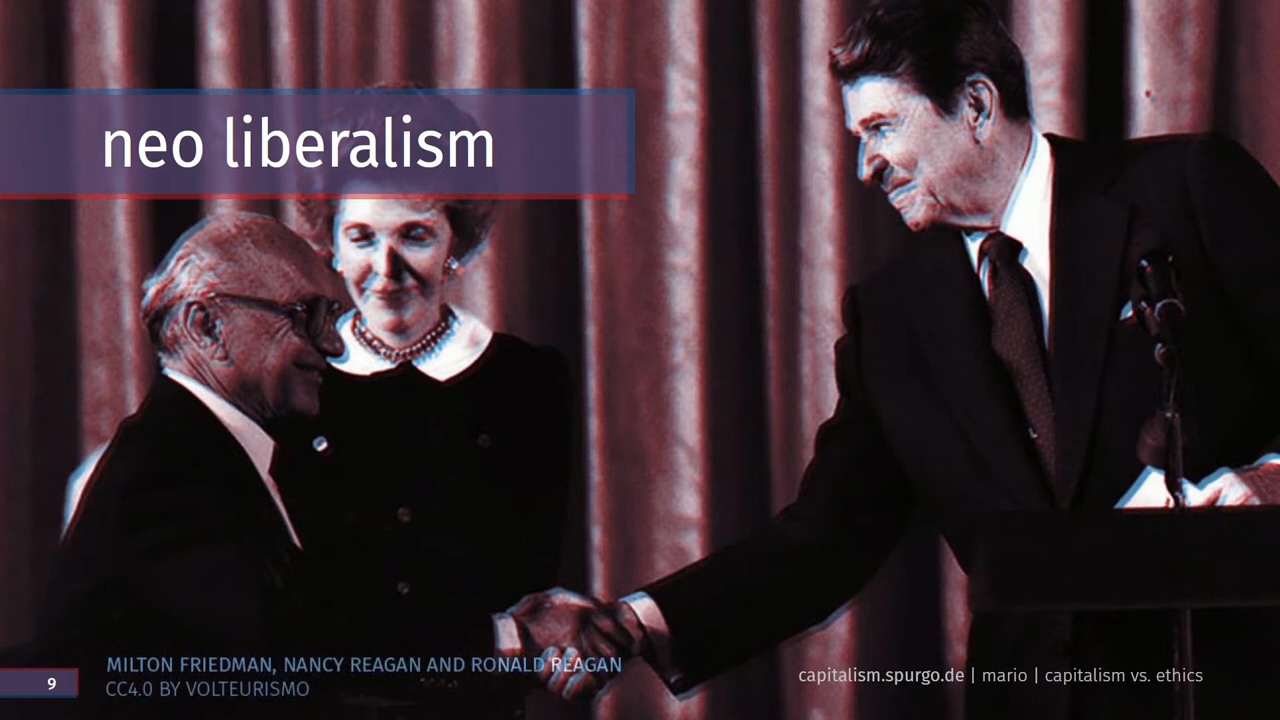 neo liberalism
MILTON FRIEDMAN, NANCY REAGAN AND RONALD REAGAN
CC4.0 BY VOLTEURISMO
9
capitalism.spurgo.de | mario | capitalism vs. ethics